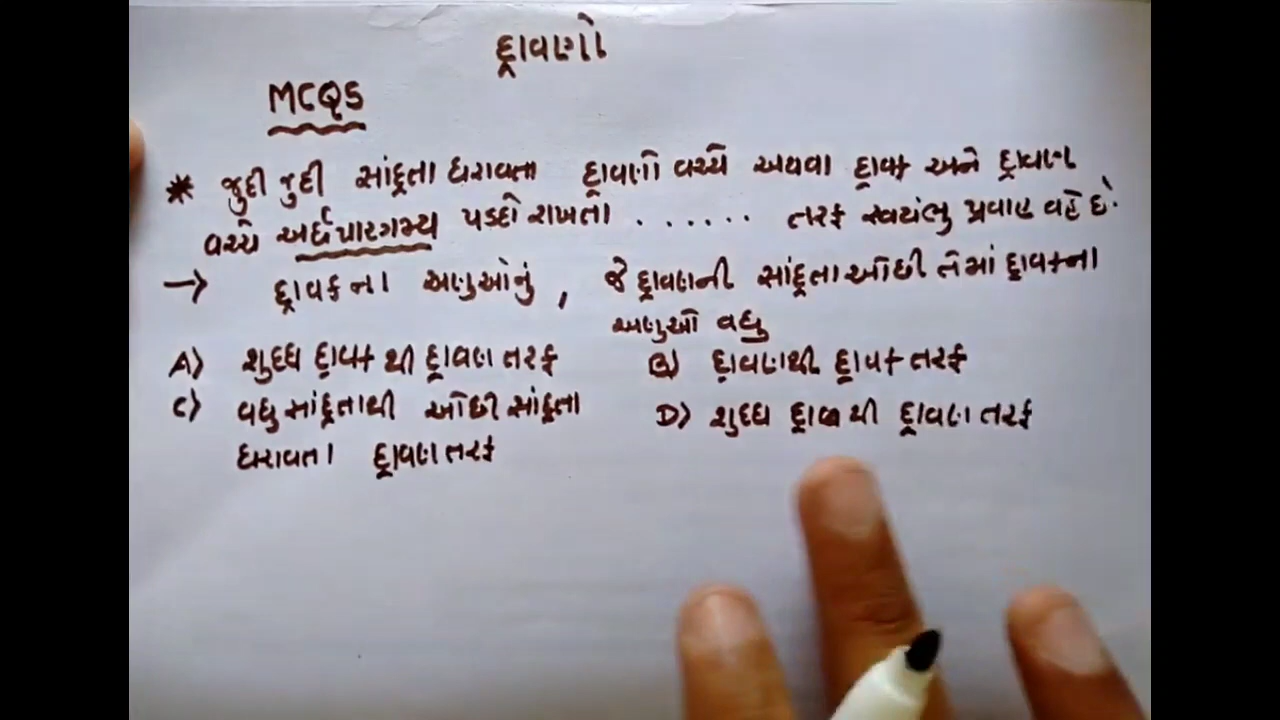 દ્રાવણો
MCQS
* જુદી જુદી સાંદ્રતા ધરાવતા દ્રાવણો વચ્ચે અથવા દ્રાવક અને દ્રાવણ
વચ્ચે અર્ધપારગમ્ય પડદો રાખતા . . . . . . તરફ સ્વયંભુ પ્રવાહ વહે છે.
→ દ્રાવકના અણુઓનું , જે દ્રાવણની સાંદ્રતા ઓછી તેમાં દ્રાવકના
અણુઓ વધુ
A) શુધ્ધ દ્રાવક થી દ્રાવણ તરફ B) દ્રાવણથી દ્રાવક તરફ
C) વધુ સાંદ્રતાથી ઓછી સાંદ્રતા D) શુધ્ધ થી દ્રાવણ તરફ
ધરાવતા દ્રાવણ તરફ